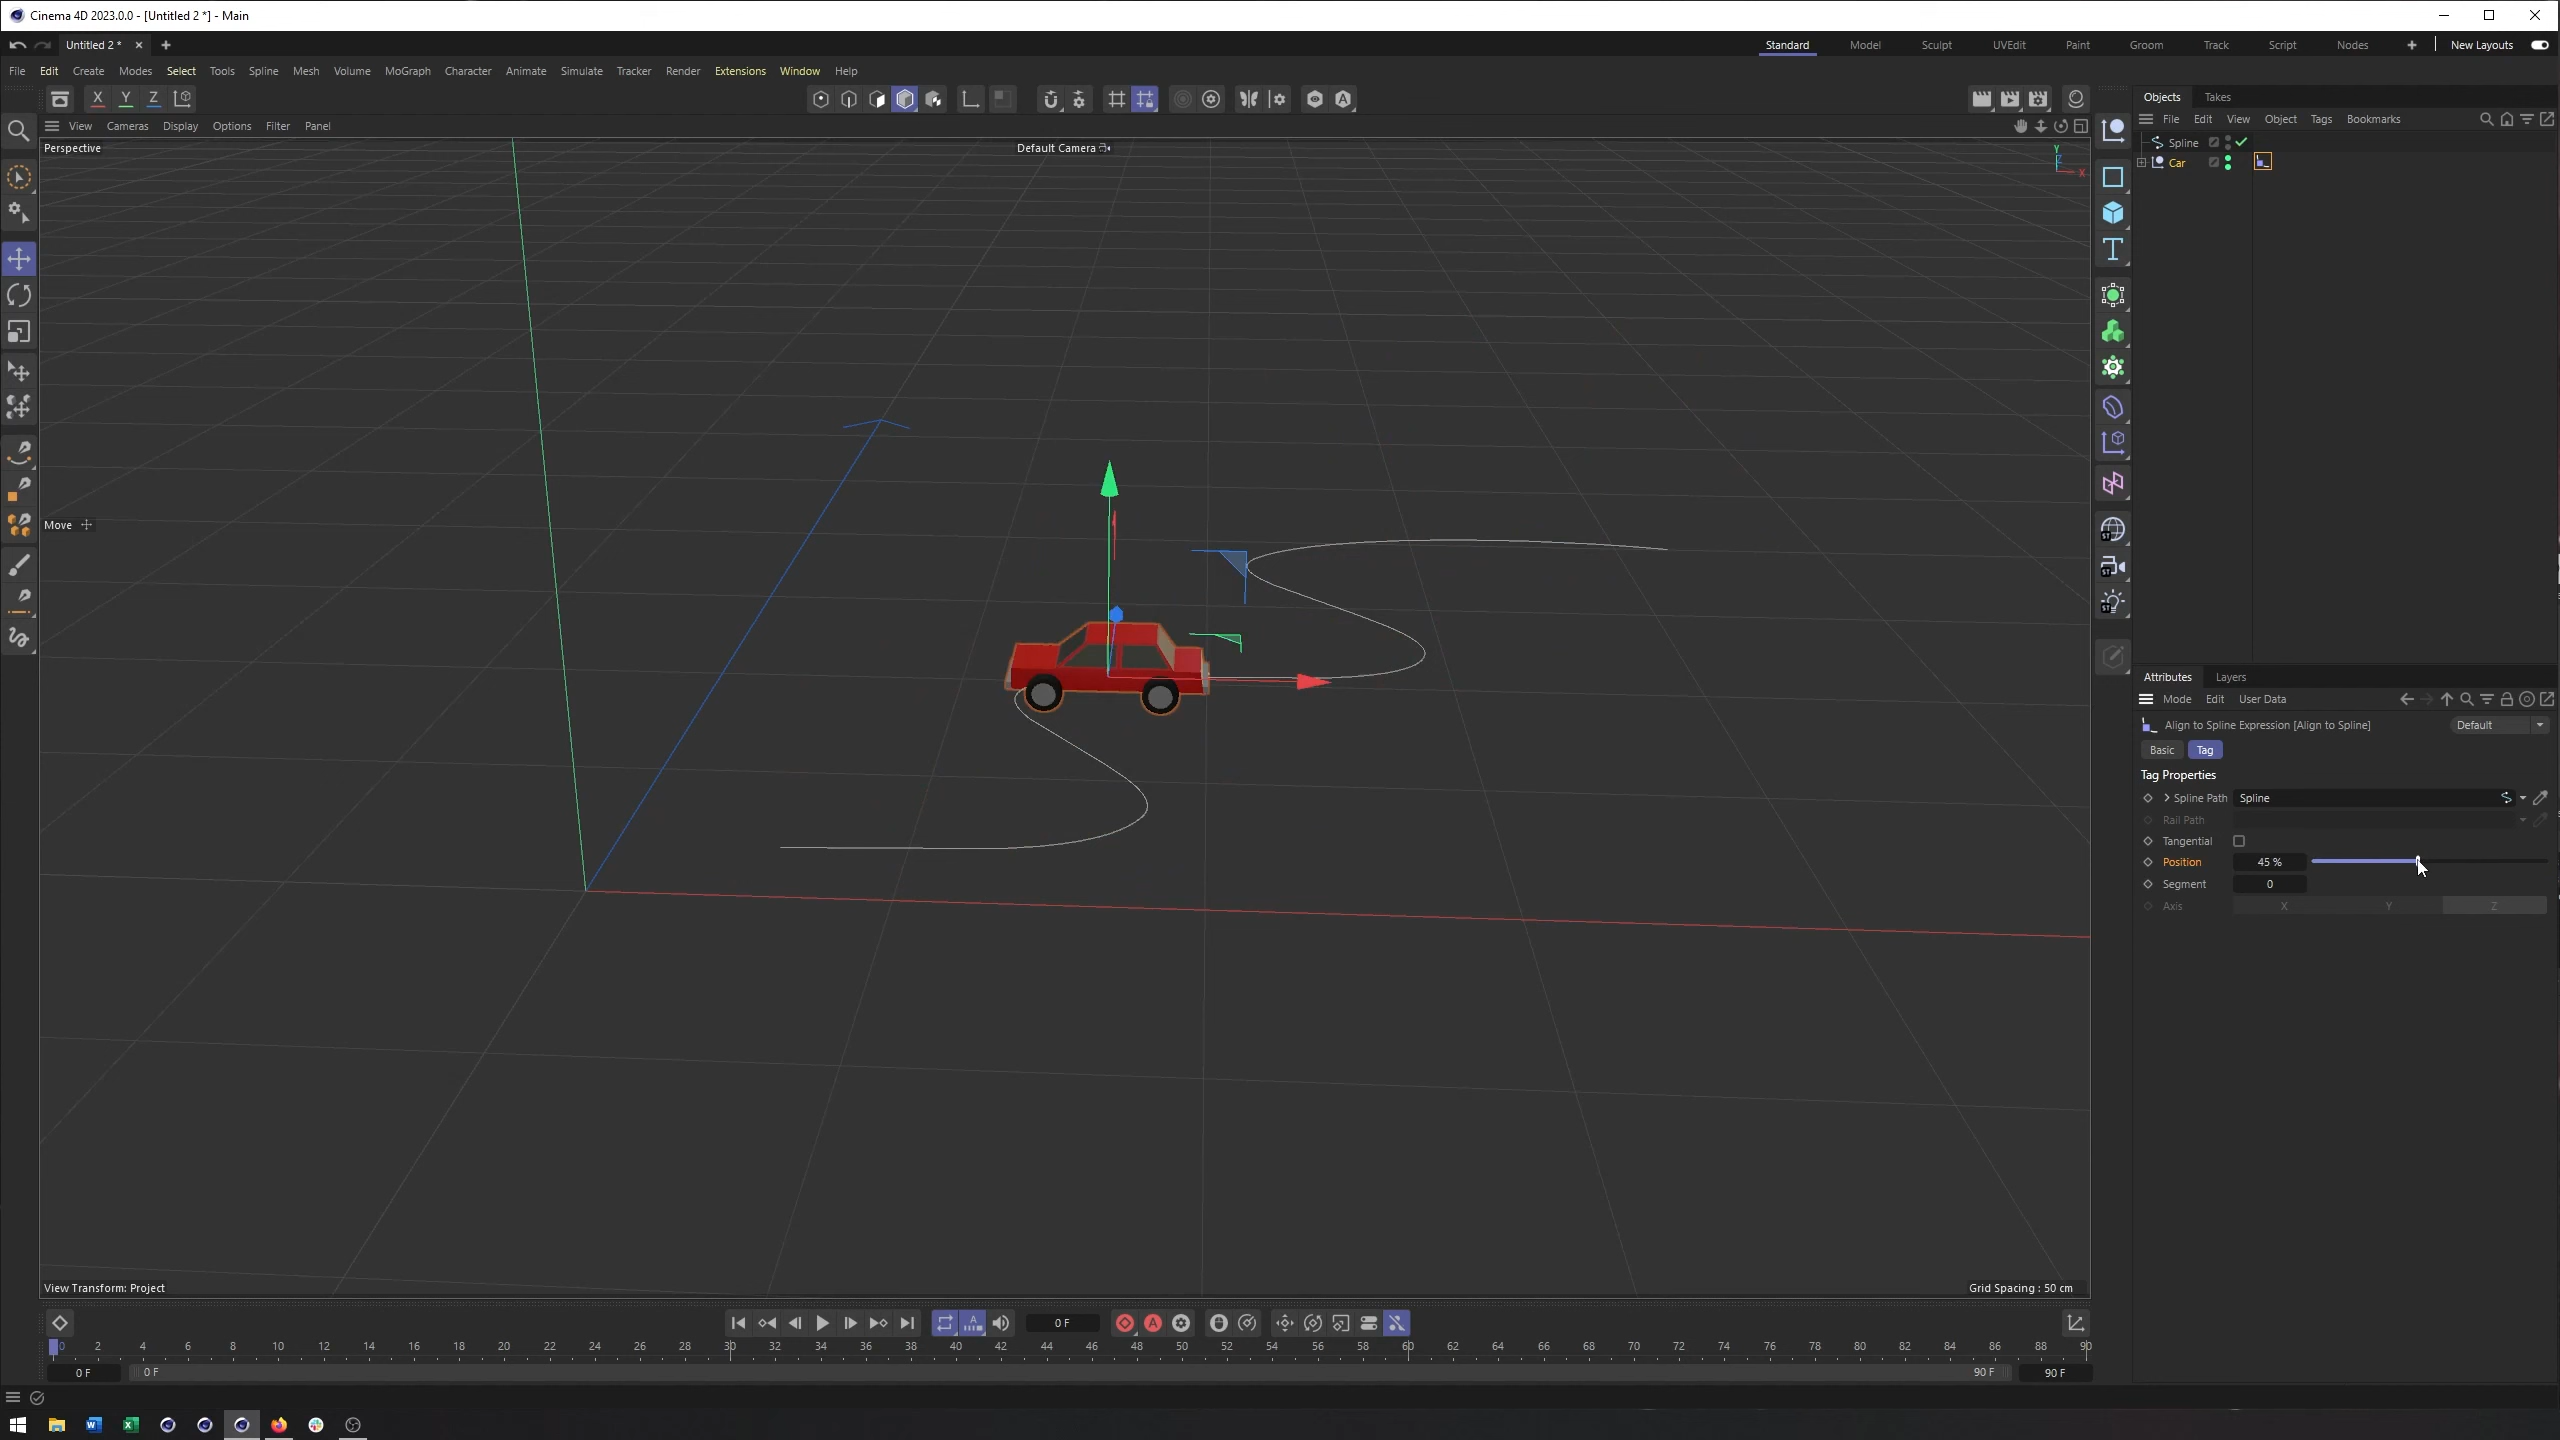 Cinema 4D 2023.0.0 - [Untitled 2 *] - Main
Untitled 2 *
Standard Model Sculpt UVEdit Paint Groom Track Script Nodes New Layouts
File Edit Create Modes Select Tools Spline Mesh Volume MoGraph Character Animate Simulate Tracker Render Extensions Window Help
X Y Z
Objects Takes
File Edit View Object Tags Bookmarks
View Cameras Display Options Filter Panel
Perspective
Default Camera
Y
Z
X
Spline
Car
Move
Attributes Layers
Mode Edit User Data
Align to Spline Expression [Align to Spline]
Default
Basic Tag
Tag Properties
Spline Path Spline
Rail Path
Tangential
Position 45 %
Segment 0
Axis X Y Z
View Transform: Project
Grid Spacing : 50 cm
0 F
0 2 4 6 8 10 12 14 16 18 20 22 24 26 28 30 32 34 36 38 40 42 44 46 48 50 52 54 56 58 60 62 64 66 68 70 72 74 76 78 80 82 84 86 88 90
0 F 0 F 90 F 90 F